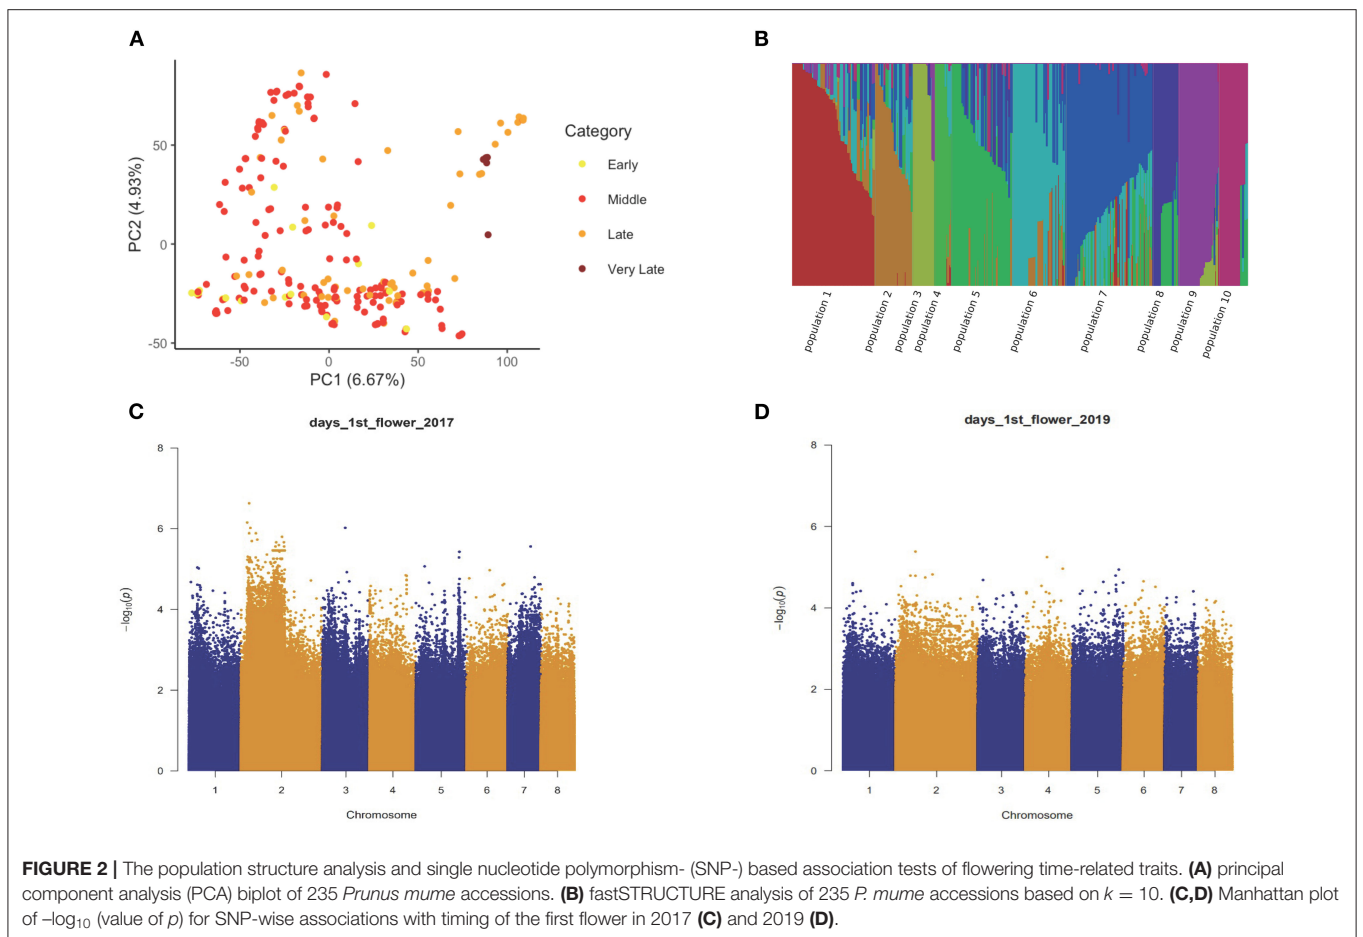 A
50
0
-50
PC2 (4.93%)
-50
0
50
100
PC1 (6.67%)
Category
Early
Middle
Late
Very Late
B
population 1
population 2
population 3
population 4
population 5
population 6
population 7
population 8
population 9
population 10
C
days_1st_flower_2017
8
6
4
2
0
−log10(p)
1 2 3 4 5 6 7 8
Chromosome
D
days_1st_flower_2019
8
6
4
2
0
−log10(p)
1 2 3 4 5 6 7 8
Chromosome
FIGURE 2 | The population structure analysis and single nucleotide polymorphism- (SNP-) based association tests of flowering time-related traits. (A) principal
component analysis (PCA) biplot of 235 Prunus mume accessions. (B) fastSTRUCTURE analysis of 235 P. mume accessions based on k = 10. (C,D) Manhattan plot
of –log10 (value of p) for SNP-wise associations with timing of the first flower in 2017 (C) and 2019 (D).